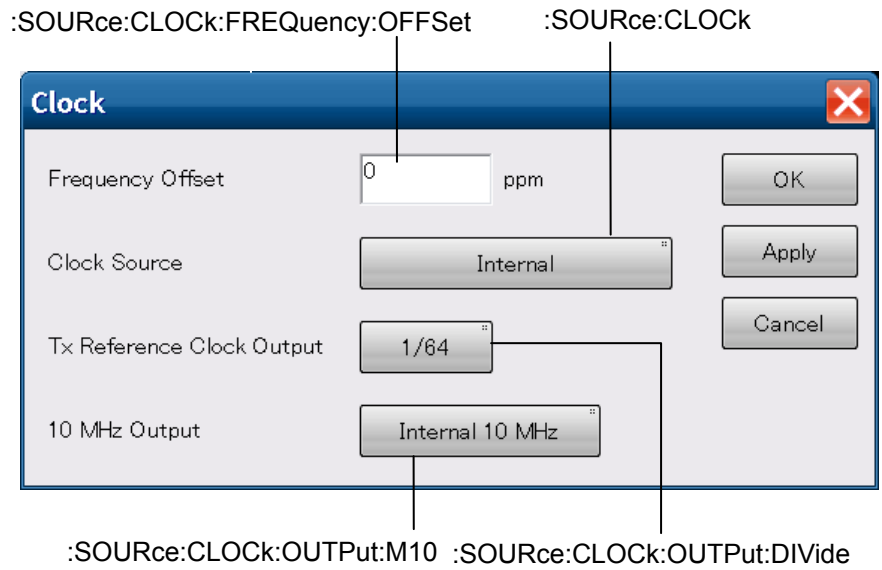 :SOURce:CLOCk:FREQuency:OFFSet :SOURce:CLOCk
Clock
Frequency Offset 0 ppm OK
Clock Source Internal Apply
Tx Reference Clock Output 1/64 Cancel
10 MHz Output Internal 10 MHz
:SOURce:CLOCk:OUTPut:M10 :SOURce:CLOCk:OUTPut:DIVide